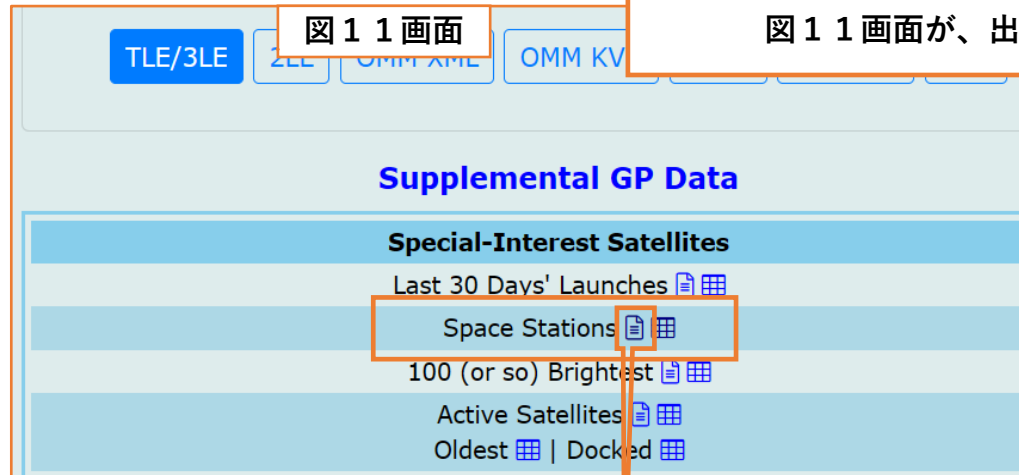 図１１画面
図１１画面が、出
TLE/3LE
2LE
OMM XML
OMM KV
Supplemental GP Data
Special-Interest Satellites
Last 30 Days' Launches
Space Stations
100 (or so) Brightest
Active Satellites
Oldest | Docked